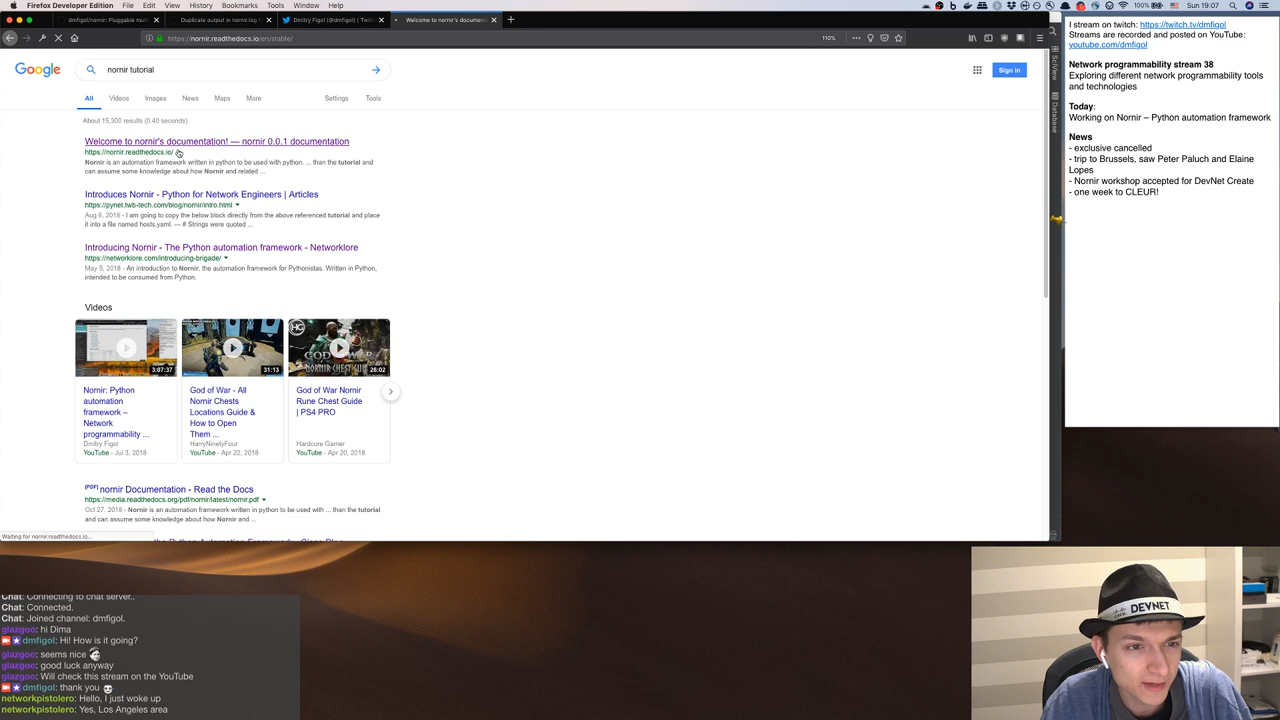 Firefox Developer Edition File Edit View History Bookmarks Tools Window Help
100% Sun 19:07
dmfigol/nornir: Pluggable mult
Duplicate output in nornir.log f
Dmitry Figol (@dmfigol) | Twitt
Welcome to nornir's documenta
https://nornir.readthedocs.io/en/stable/
110%
Google
nornir tutorial
Sign in
All Videos Images News Maps More Settings Tools
About 15,300 results (0.40 seconds)
Welcome to nornir's documentation! — nornir 0.0.1 documentation
https://nornir.readthedocs.io/
Nornir is an automation framework written in python to be used with python. ... than the tutorial and
can assume some knowledge about how Nornir and related ...
Introduces Nornir - Python for Network Engineers | Articles
https://pynet.twb-tech.com/blog/nornir/intro.html
Aug 6, 2018 - I am going to copy the below block directly from the above referenced tutorial and place
it into a file named hosts.yaml. --- # Strings were quoted ...
Introducing Nornir - The Python automation framework - Networklore
https://networklore.com/introducing-brigade/
May 5, 2018 - An introduction to Nornir, the automation framework for Pythonistas. Written in Python,
intended to be consumed from Python.
Videos
3:07:37
31:13
26:02
Nornir: Python
automation
framework –
Network
programmability ...
Dmitry Figol
YouTube - Jul 3, 2018
God of War - All
Nornir Chests
Locations Guide &
How to Open
Them ...
HarryNinetyFour
YouTube - Apr 22, 2018
God of War Nornir
Rune Chest Guide
| PS4 PRO
Hardcore Gamer
YouTube - Apr 20, 2018
[PDF] nornir Documentation - Read the Docs
https://media.readthedocs.org/pdf/nornir/latest/nornir.pdf
Oct 27, 2018 - Nornir is an automation framework written in python to be used with ... than the tutorial
and can assume some knowledge about how Nornir and ...
Waiting for nornir.readthedocs.io...
SciView
Database
I stream on twitch: https://twitch.tv/dmfigol
Streams are recorded and posted on YouTube:
youtube.com/dmfigol
Network programmability stream 38
Exploring different network programmability tools
and technologies
Today:
Working on Nornir – Python automation framework
News
- exclusive cancelled
- trip to Brussels, saw Peter Paluch and Elaine
Lopes
- Nornir workshop accepted for DevNet Create
- one week to CLEUR!
Chat: Connecting to chat server..
Chat: Connected.
Chat: Joined channel: dmfigol.
glazgoo: hi Dima
dmfigol: Hi! How is it going?
glazgoo: seems nice
glazgoo: good luck anyway
glazgoo: Will check this stream on the YouTube
dmfigol: thank you
networkpistolero: Hello, I just woke up
networkpistolero: Yes, Los Angeles area
DEVNET